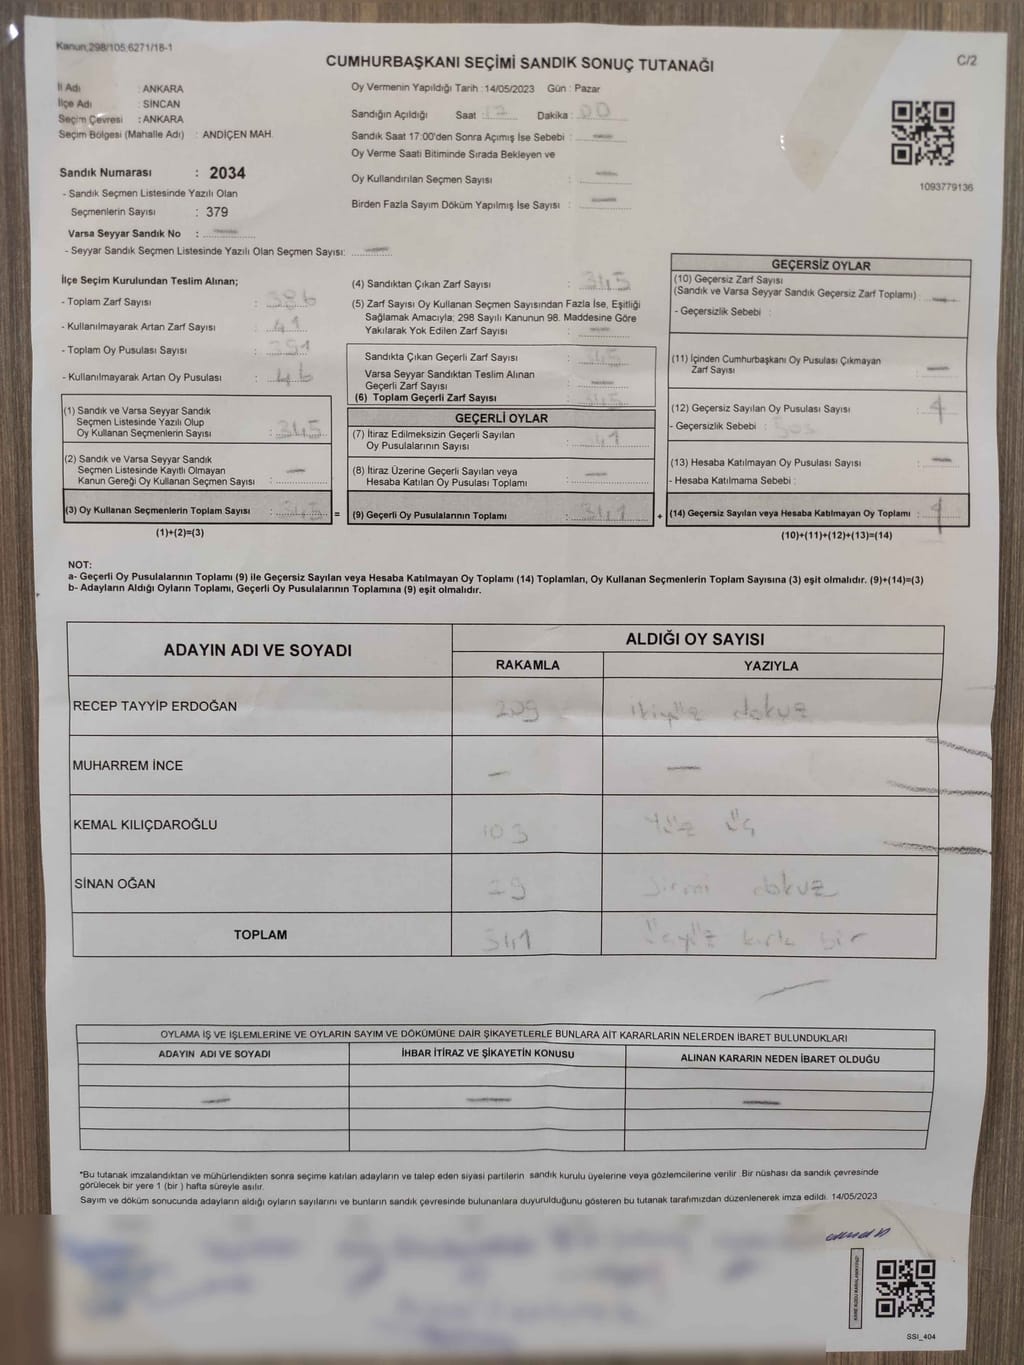 Kanun;298/105;6271/18-1
CUMHURBAŞKANI SEÇİMİ SANDIK SONUÇ TUTANAĞI
C/2
İl Adı : ANKARA
İlçe Adı : SİNCAN
Seçim Çevresi : ANKARA
Seçim Bölgesi (Mahalle Adı) : ANDİÇEN MAH.
Sandık Numarası : 2034
- Sandık Seçmen Listesinde Yazılı Olan
Seçmenlerin Sayısı : 379
Varsa Seyyar Sandık No : —
- Seyyar Sandık Seçmen Listesinde Yazılı Olan Seçmen Sayısı: —
Oy Vermenin Yapıldığı Tarih : 14/05/2023 Gün : Pazar
Sandığın Açıldığı Saat : 17 Dakika : 00
Sandık Saat 17:00'den Sonra Açımış İse Sebebi : —
Oy Verme Saati Bitiminde Sırada Bekleyen ve
Oy Kullandırılan Seçmen Sayısı : —
Birden Fazla Sayım Döküm Yapılmış İse Sayısı : —
1093779136
İlçe Seçim Kurulundan Teslim Alınan;
- Toplam Zarf Sayısı : 386
- Kullanılmayarak Artan Zarf Sayısı : 41
- Toplam Oy Pusulası Sayısı : 391
- Kullanılmayarak Artan Oy Pusulası : 46
(1) Sandık ve Varsa Seyyar Sandık
Seçmen Listesinde Yazılı Olup
Oy Kullanan Seçmenlerin Sayısı : 345
(2) Sandık ve Varsa Seyyar Sandık
Seçmen Listesinde Kayıtlı Olmayan
Kanun Gereği Oy Kullanan Seçmen Sayısı : —
(3) Oy Kullanan Seçmenlerin Toplam Sayısı : 345 =
(1)+(2)=(3)
(4) Sandıktan Çıkan Zarf Sayısı : 345
(5) Zarf Sayısı Oy Kullanan Seçmen Sayısından Fazla İse, Eşitliği
Sağlamak Amacıyla; 298 Sayılı Kanunun 98. Maddesine Göre
Yakılarak Yok Edilen Zarf Sayısı : —
Sandıkta Çıkan Geçerli Zarf Sayısı : 345
Varsa Seyyar Sandıktan Teslim Alınan
Geçerli Zarf Sayısı : —
(6) Toplam Geçerli Zarf Sayısı : 345
GEÇERLİ OYLAR
(7) İtiraz Edilmeksizin Geçerli Sayılan
Oy Pusulalarının Sayısı : 341
(8) İtiraz Üzerine Geçerli Sayılan veya
Hesaba Katılan Oy Pusulası Toplamı : —
(9) Geçerli Oy Pusulalarının Toplamı : 341 +
GEÇERSİZ OYLAR
(10) Geçersiz Zarf Sayısı
(Sandık ve Varsa Seyyar Sandık Geçersiz Zarf Toplamı) : —
- Geçersizlik Sebebi :
(11) İçinden Cumhurbaşkanı Oy Pusulası Çıkmayan
Zarf Sayısı : —
(12) Geçersiz Sayılan Oy Pusulası Sayısı : 4
- Geçersizlik Sebebi :
(13) Hesaba Katılmayan Oy Pusulası Sayısı : —
- Hesaba Katılmama Sebebi :
(14) Geçersiz Sayılan veya Hesaba Katılmayan Oy Toplamı : 4
(10)+(11)+(12)+(13)=(14)
NOT:
a- Geçerli Oy Pusulalarının Toplamı (9) ile Geçersiz Sayılan veya Hesaba Katılmayan Oy Toplamı (14) Toplamları, Oy Kullanan Seçmenlerin Toplam Sayısına (3) eşit olmalıdır. (9)+(14)=(3)
b- Adayların Aldığı Oyların Toplamı, Geçerli Oy Pusulalarının Toplamına (9) eşit olmalıdır.
ADAYIN ADI VE SOYADI
ALDIĞI OY SAYISI
RAKAMLA YAZIYLA
RECEP TAYYİP ERDOĞAN 209 ikiyüz dokuz
MUHARREM İNCE — —
KEMAL KILIÇDAROĞLU 103 Yüz Üç
SİNAN OĞAN 29 Yirmi dokuz
TOPLAM 341 Üçyüz kırk bir
OYLAMA İŞ VE İŞLEMLERİNE VE OYLARIN SAYIM VE DÖKÜMÜNE DAİR ŞİKAYETLERLE BUNLARA AİT KARARLARIN NELERDEN İBARET BULUNDUKLARI
ADAYIN ADI VE SOYADI İHBAR İTİRAZ VE ŞİKAYETİN KONUSU ALINAN KARARIN NEDEN İBARET OLDUĞU
— — —
*Bu tutanak imzalandıktan ve mühürlendikten sonra seçime katılan adayların ve talep eden siyasi partilerin sandık kurulu üyelerine veya gözlemcilerine verilir .Bir nüshası da sandık çevresinde
görülecek bir yere 1 (bir ) hafta süreyle asılır.
Sayım ve döküm sonucunda adayların aldığı oyların sayılarını ve bunların sandık çevresinde bulunanlara duyurulduğunu gösteren bu tutanak tarafımızdan düzenlenerek imza edildi. 14/05/2023
SSI_404